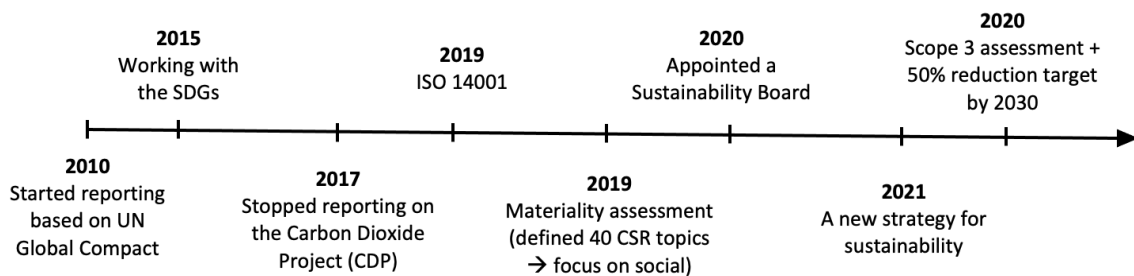 2015
Working with
the SDGs
2019
ISO 14001
2020
Appointed a
Sustainability Board
2020
Scope 3 assessment +
50% reduction target
by 2030
2010
Started reporting
based on UN
Global Compact
2017
Stopped reporting on
the Carbon Dioxide
Project (CDP)
2019
Materiality assessment
(defined 40 CSR topics
→ focus on social)
2021
A new strategy for
sustainability